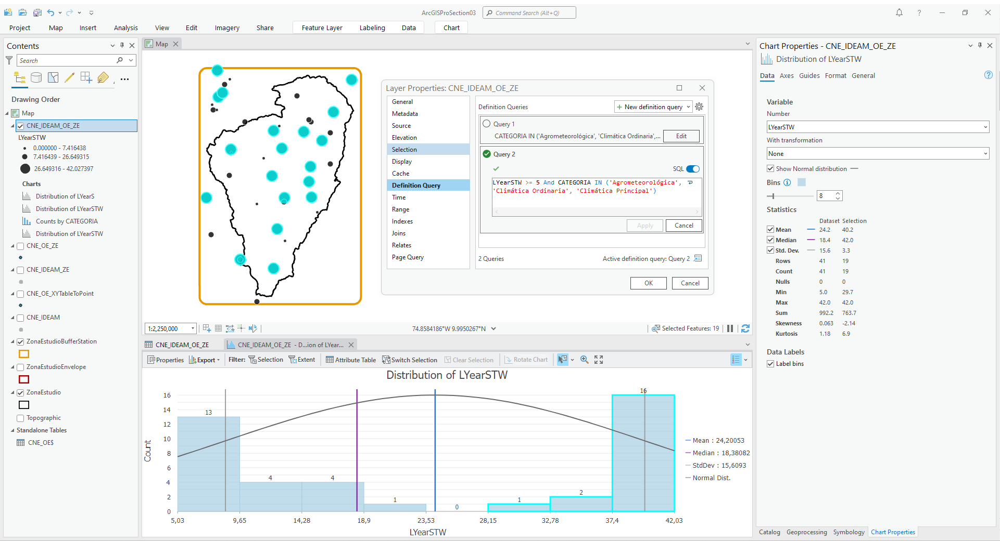 ArcGISProSection03
Command Search (Alt+Q)
Project
Map
Insert
Analysis
View
Edit
Imagery
Share
Feature Layer
Labeling
Data
Chart
Contents
Search
Drawing Order
Map
CNE_IDEAM_OE_ZE
LYearSTW
0.000000 - 7.416438
7.416439 - 26.649315
26.649316 - 42.027397
Charts
Distribution of LYearS
Distribution of LYearSTW
Counts by CATEGORIA
Distribution of LYearSTW
CNE_OE_ZE
CNE_IDEAM_ZE
CNE_OE_XYTableToPoint
CNE_IDEAM
ZonaEstudioBufferStation
ZonaEstudioEnvelope
ZonaEstudio
Topographic
Standalone Tables
CNE_OE$
Map
Layer Properties: CNE_IDEAM_OE_ZE
General
Metadata
Source
Elevation
Selection
Display
Cache
Definition Query
Time
Range
Indexes
Joins
Relates
Page Query
Definition Queries
New definition query
Query 1
CATEGORIA IN ('Agrometeorológica', 'Climática Ordinaria',...
Edit
Query 2
SQL
LYearSTW >= 5 And CATEGORIA IN ('Agrometeorológica',
'Climática Ordinaria', 'Climática Principal')
Apply
Cancel
2 Queries
Active definition query: Query 2
OK
Cancel
1:2,250,000
74.8584186°W 9.9950267°N
Selected Features: 19
CNE_IDEAM_OE_ZE
CNE_IDEAM_OE_ZE - D...ion of LYear...
Properties
Export
Filter:
Selection
Extent
Attribute Table
Switch Selection
Clear Selection
Rotate Chart
Distribution of LYearSTW
Count
16
14
12
10
8
6
4
2
0
13
4
4
1
0
1
2
16
5,03
9,65
14,28
18,9
23,53
28,15
32,78
37,4
42,03
LYearSTW
Mean : 24,20053
Median : 18,38082
StdDev : 15,6093
Normal Dist.
Chart Properties - CNE_IDEAM_OE_ZE
Distribution of LYearSTW
Data
Axes
Guides
Format
General
Variable
Number
LYearSTW
With transformation
None
Show Normal distribution
Bins
8
Statistics
Dataset Selection
Mean 24.2 40.2
Median 18.4 42.0
Std. Dev. 15.6 3.3
Rows 41 19
Count 41 19
Nulls 0 0
Min 5.0 29.7
Max 42.0 42.0
Sum 992.2 763.7
Skewness 0.063 -2.14
Kurtosis 1.18 6.9
Data Labels
Label bins
Catalog
Geoprocessing
Symbology
Chart Properties